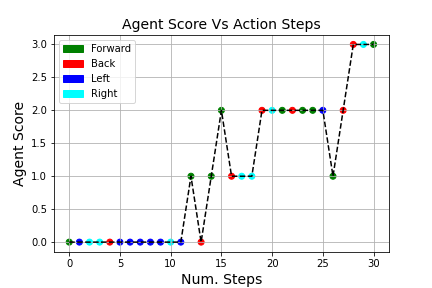 Agent Score Vs Action Steps
3.0
2.5
2.0
1.5
1.0
0.5
0.0
Agent Score
Forward
Back
Left
Right
0 5 10 15 20 25 30
Num. Steps